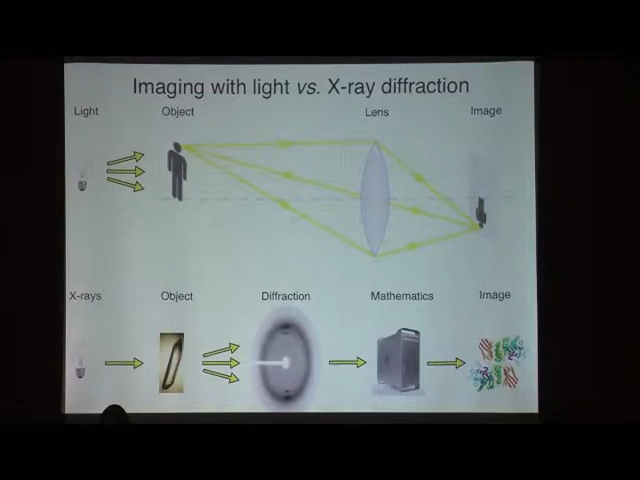 Imaging with light vs. X-ray diffraction
Light Object Lens Image
X-rays Object Diffraction Mathematics Image